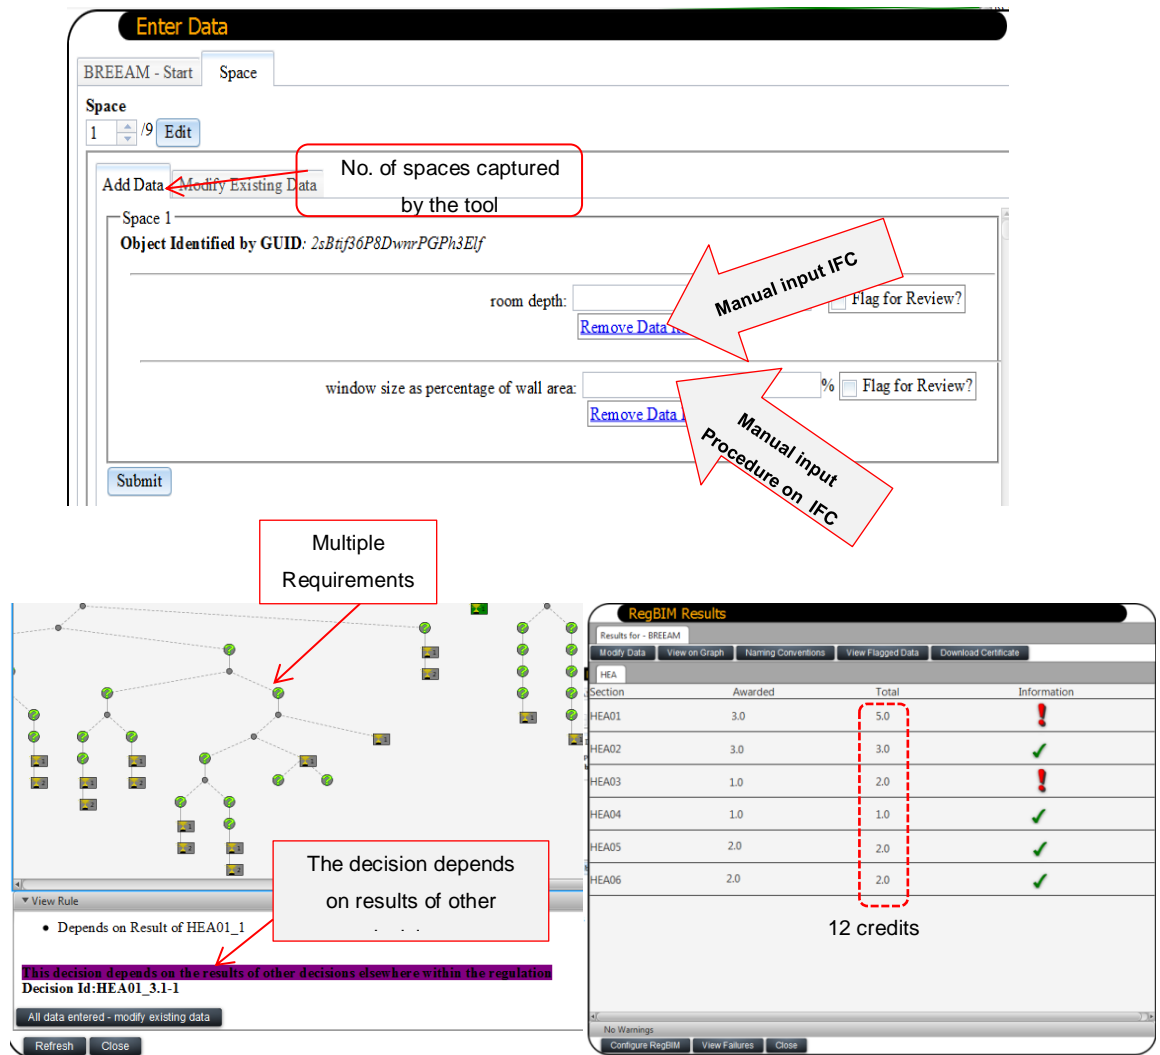 Enter Data
BREEAM - Start Space
Space
1 /9 Edit
No. of spaces captured
by the tool
Add Data Modify Existing Data
Space 1
Object Identified by GUID: 2sBtif36P8DwnrPGPh3Elf
Manual input IFC
room depth: Flag for Review?
Remove Data
window size as percentage of wall area: % Flag for Review?
Remove Data
Manual input
Procedure on IFC
Submit
Multiple
Requirements
The decision depends
on results of other
View Rule
Depends on Result of HEA01_1
This decision depends on the results of other decisions elsewhere within the regulation
Decision Id:HEA01_3.1-1
All data entered - modify existing data
Refresh Close
RegBIM Results
Results for - BREEAM
Modify Data View on Graph Naming Conventions View Flagged Data Download Certificate
HEA
Section Awarded Total Information
HEA01 3.0 5.0
HEA02 3.0 3.0
HEA03 1.0 2.0
HEA04 1.0 1.0
HEA05 2.0 2.0
HEA06 2.0 2.0
12 credits
No Warnings
Configure RegBIM View Failures Close